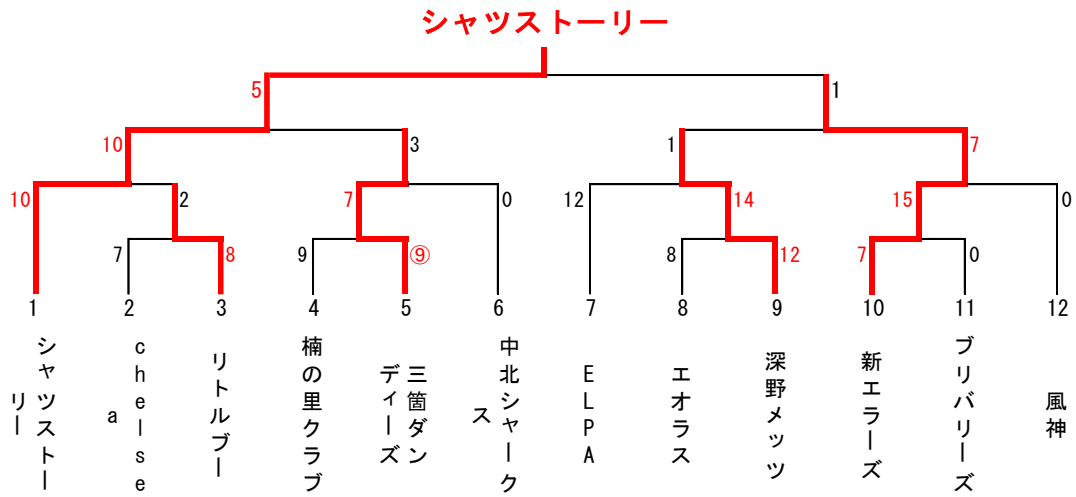 シャツストーリー
5
1
10
3
1
7
10
2
7
0
12
14
15
0
7
8
9
⑨
8
12
7
0
1
2
3
4
5
6
7
8
9
10
11
12
シャツストーリー
chelsea
リトルブー
楠の里クラブ
三箇ダンディーズ
中北シャークス
ELPA
エオラス
深野メッツ
新エラーズ
ブリバリーズ
風神